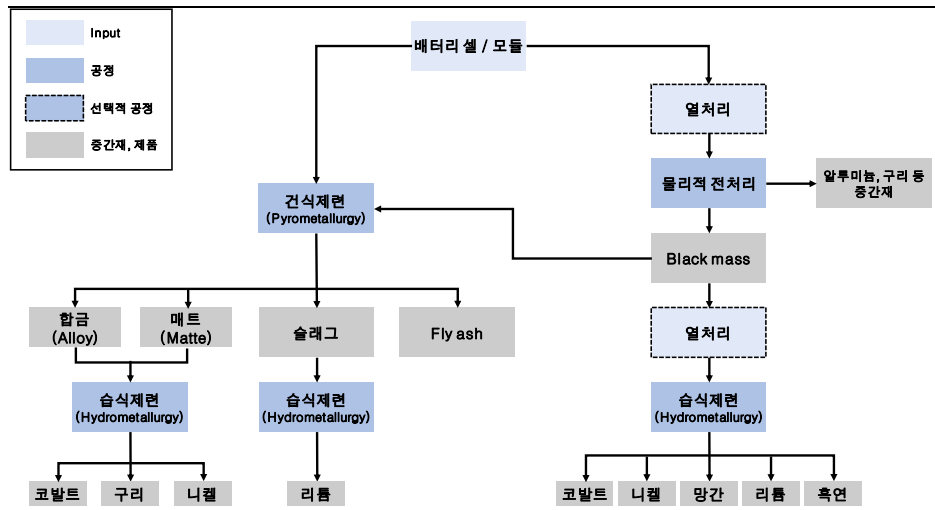 Input
공정
선택적 공정
중간재, 제품
배터리 셀 / 모듈
열처리
물리적 전처리
알루미늄, 구리 등
중간재
건식제련
(Pyrometallurgy)
Black mass
합금
(Alloy)
매트
(Matte)
슬래그
Fly ash
열처리
습식제련
(Hydrometallurgy)
습식제련
(Hydrometallurgy)
습식제련
(Hydrometallurgy)
코발트
구리
니켈
리튬
코발트
니켈
망간
리튬
흑연